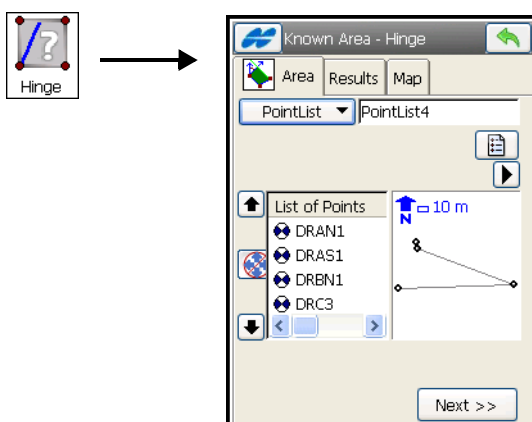 Hinge
Known Area - Hinge
Area Results Map
PointList PointList4
List of Points
DRAN1
DRAS1
DRBN1
DRC3
N 10 m
Next >>